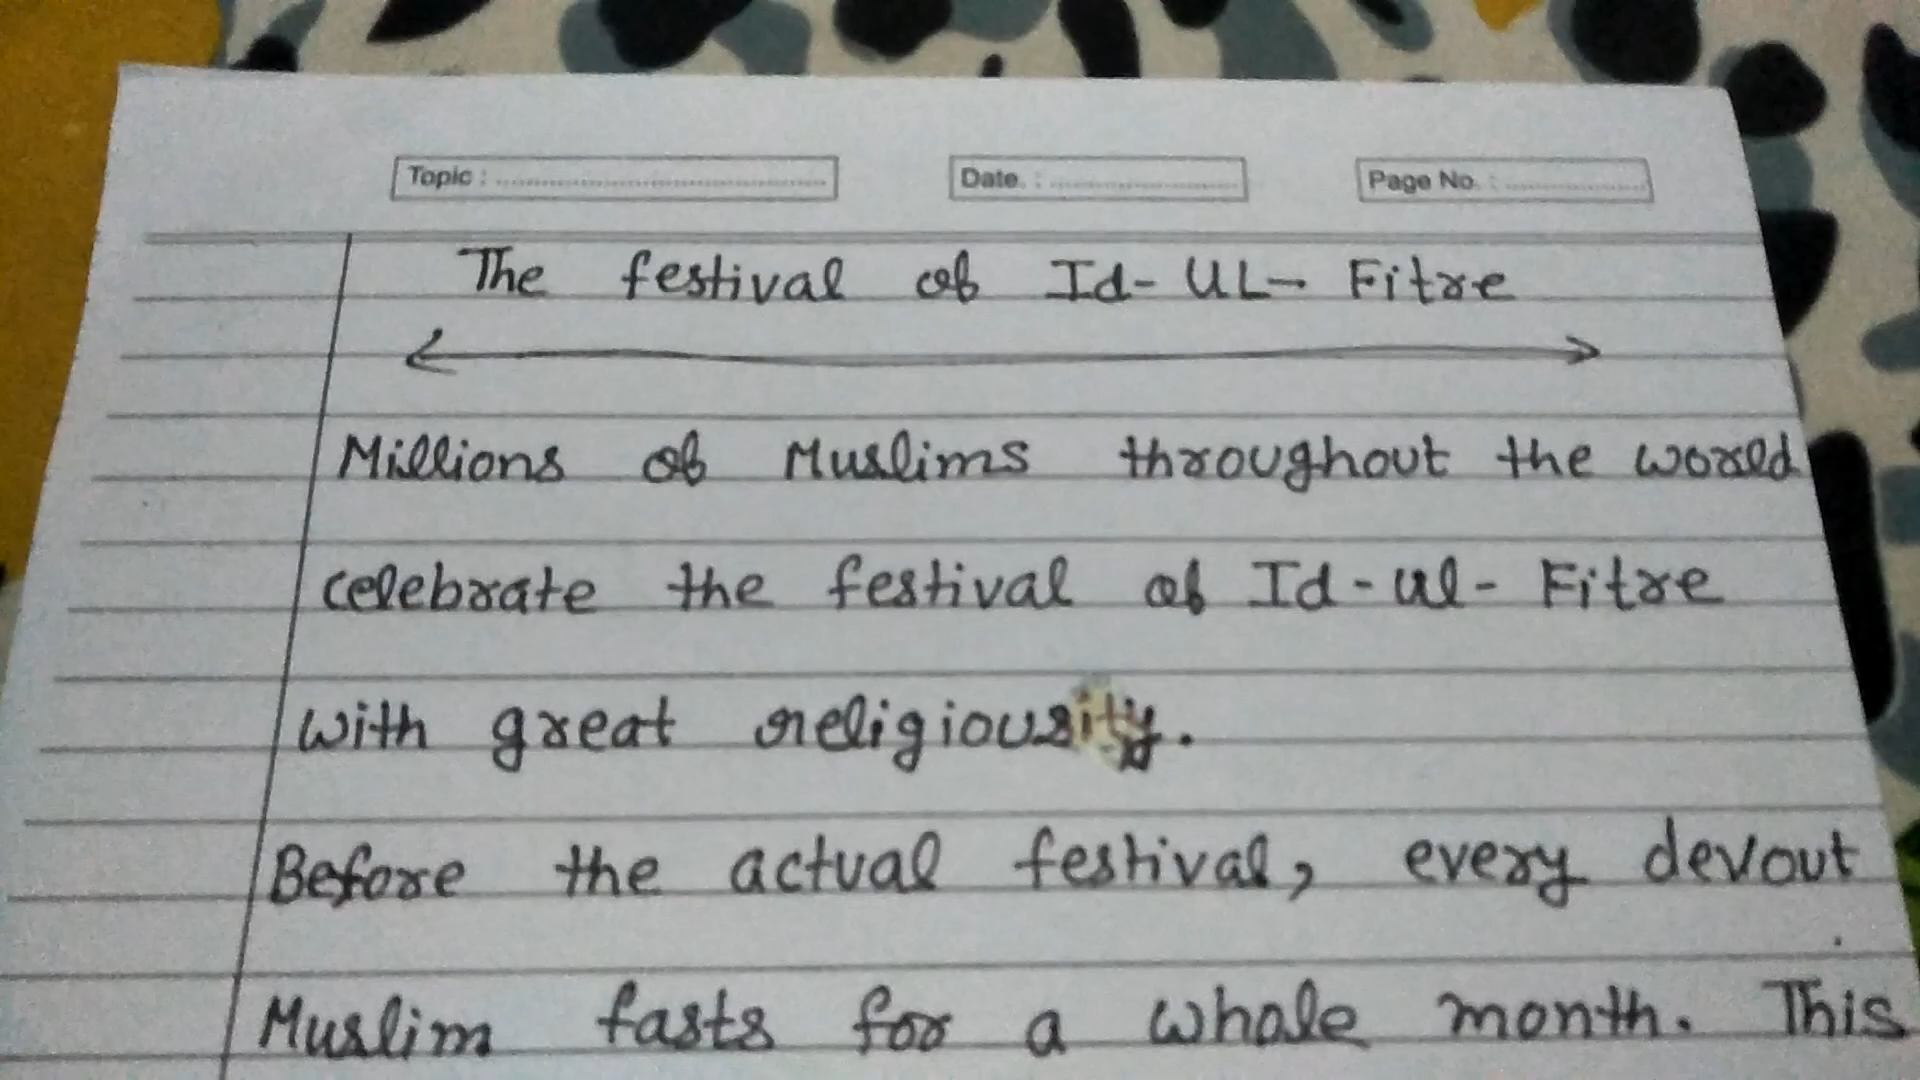 Topic : Date. : Page No. :
The festival of Id-UL-Fitre
Millions of Muslims throughout the world
celebrate the festival of Id-ul-Fitre
with great religiousity.
Before the actual festival, every devout
Muslim fasts for a whole month. This